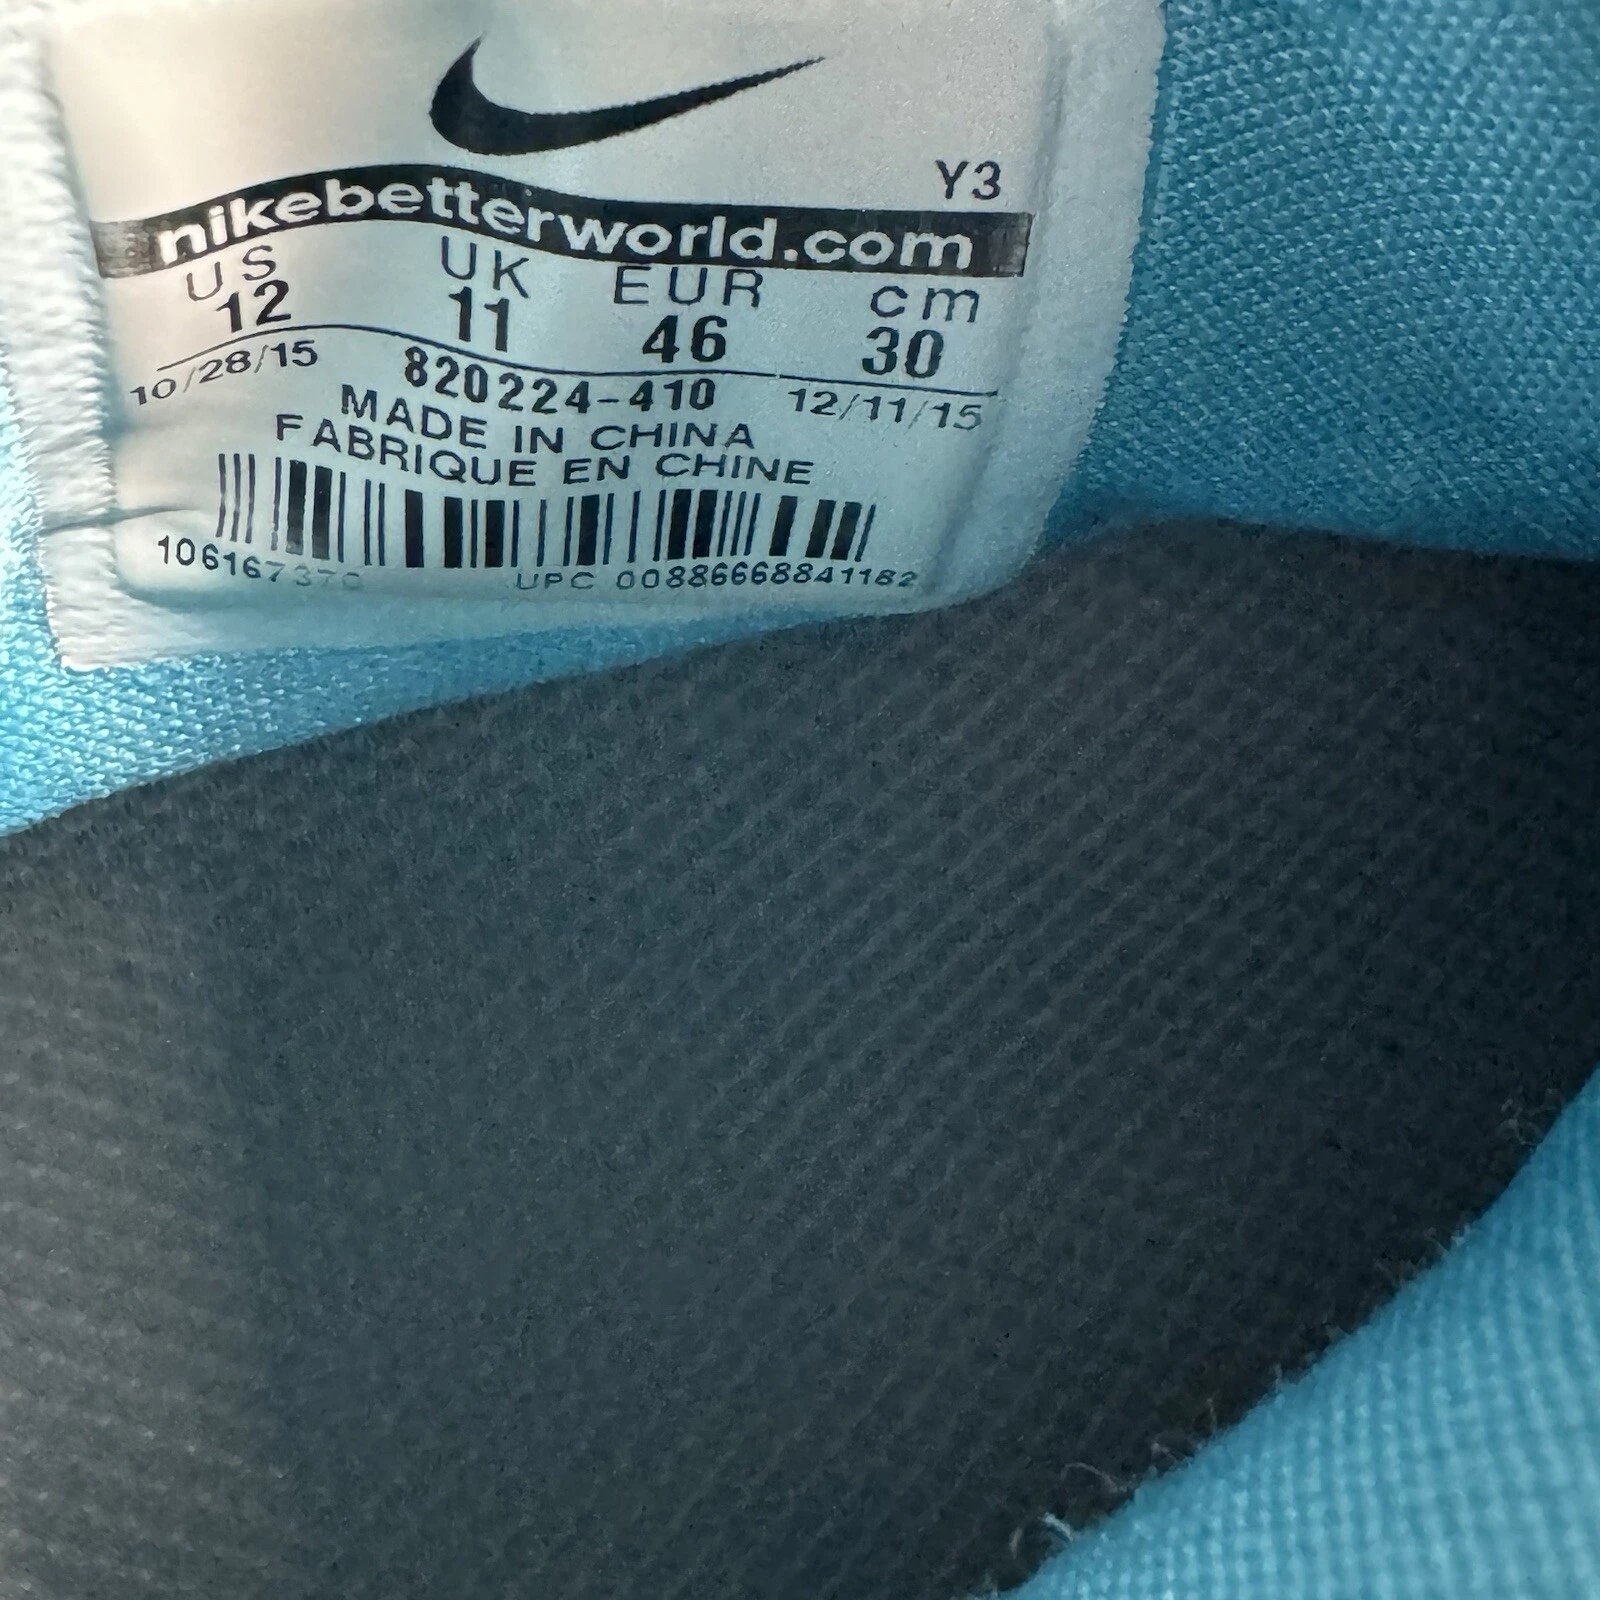 Y3
nikebetterworld.com
US UK EUR cm
12 11 46 30
10/28/15 820224-410 12/11/15
MADE IN CHINA
FABRIQUE EN CHINE
UPC 00886668841182